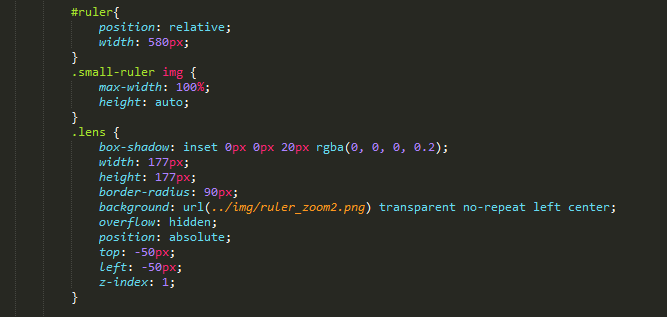 #ruler{
position: relative;
width: 580px;
}
.small-ruler img {
max-width: 100%;
height: auto;
}
.lens {
box-shadow: inset 0px 0px 20px rgba(0, 0, 0, 0.2);
width: 177px;
height: 177px;
border-radius: 90px;
background: url(../img/ruler_zoom2.png) transparent no-repeat left center;
overflow: hidden;
position: absolute;
top: -50px;
left: -50px;
z-index: 1;
}